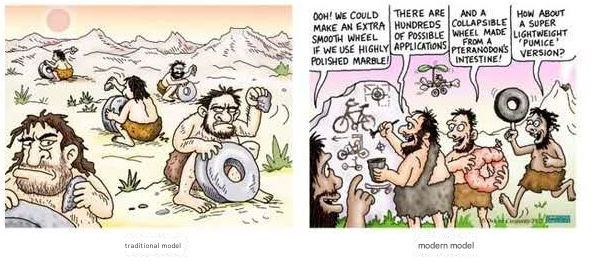 OOH! WE COULD
MAKE AN EXTRA
SMOOTH WHEEL
IF WE USE HIGHLY
POLISHED MARBLE!
THERE ARE
HUNDREDS
OF POSSIBLE
APPLICATIONS
AND A
COLLAPSIBLE
WHEEL MADE
FROM A
PTERANODON'S
INTESTINE!
HOW ABOUT
A SUPER
LIGHTWEIGHT
'PUMICE'
VERSION?
traditional model
modern model